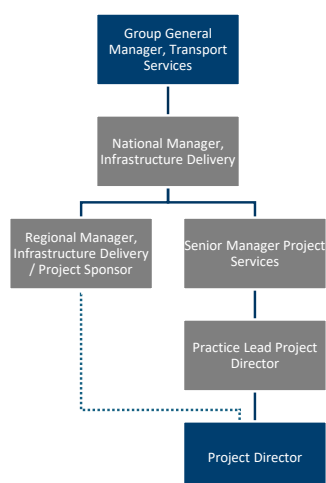 Group General
Manager, Transport
Services
National Manager,
Infrastructure Delivery
Regional Manager,
Infrastructure Delivery
/ Project Sponsor
Senior Manager Project
Services
Practice Lead Project
Director
Project Director